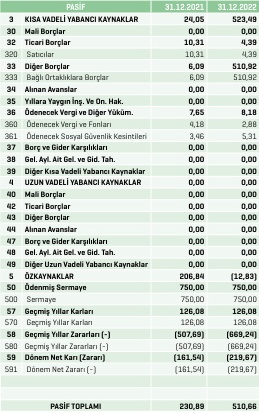 PASİF 31.12.2021 31.12.2022
3 KISA VADELİ YABANCI KAYNAKLAR 24,05 523,49
30 Mali Borçlar 0,00 0,00
32 Ticari Borçlar 10,31 4,39
320 Satıcılar 10,31 4,39
33 Diğer Borçlar 6,09 510,92
333 Bağlı Ortaklıklara Borçlar 6,09 510,92
34 Alınan Avanslar 0,00 0,00
35 Yıllara Yaygın İnş. Ve On. Hak. 0,00 0,00
36 Ödenecek Vergi ve Diğer Yüküm. 7,65 8,18
360 Ödenecek Vergi ve Fonları 4,18 2,88
361 Ödenecek Sosyal Güvenlik Kesintileri 3,46 5,31
37 Borç ve Gider Karşılıkları 0,00 0,00
38 Gel. Ayl. Ait Gel. ve Gid. Tah. 0,00 0,00
39 Diğer Kısa Vadeli Yabancı Kaynaklar 0,00 0,00
4 UZUN VADELİ YABANCI KAYNAKLAR 0,00 0,00
40 Mali Borçlar 0,00 0,00
42 Ticari Borçlar 0,00 0,00
43 Diğer Borçlar 0,00 0,00
44 Alınan Avanslar 0,00 0,00
47 Borç ve Gider Karşılıkları 0,00 0,00
48 Gel. Ayl. Ait Gel. ve Gid. Tah. 0,00 0,00
49 Diğer Uzun Vadeli Yabancı Kaynaklar 0,00 0,00
5 ÖZKAYNAKLAR 206,84 (12,83)
50 Ödenmiş Sermaye 750,00 750,00
500 Sermaye 750,00 750,00
57 Geçmiş Yıllar Karları 126,08 126,08
570 Geçmiş Yıllar Karları 126,08 126,08
58 Geçmiş Yıllar Zararları (-) (507,69) (669,24)
580 Geçmiş Yıllar Zararları (-) (507,69) (669,24)
59 Dönem Net Karı (Zararı) (161,54) (219,67)
591 Dönem Net Zararı (-) (161,54) (219,67)
PASİF TOPLAMI 230,89 510,66